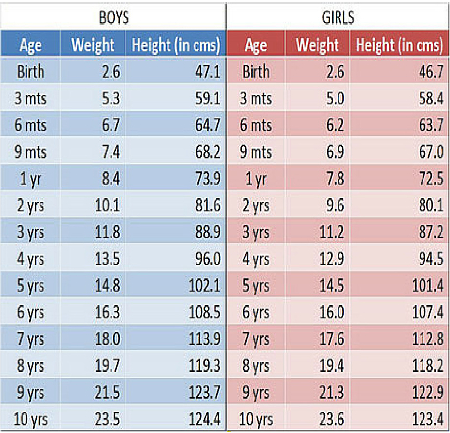 BOYS GIRLS
Age Weight Height (in cms) Age Weight Height (in cms)
Birth 2.6 47.1 Birth 2.6 46.7
3 mts 5.3 59.1 3 mts 5.0 58.4
6 mts 6.7 64.7 6 mts 6.2 63.7
9 mts 7.4 68.2 9 mts 6.9 67.0
1 yr 8.4 73.9 1 yr 7.8 72.5
2 yrs 10.1 81.6 2 yrs 9.6 80.1
3 yrs 11.8 88.9 3 yrs 11.2 87.2
4 yrs 13.5 96.0 4 yrs 12.9 94.5
5 yrs 14.8 102.1 5 yrs 14.5 101.4
6 yrs 16.3 108.5 6 yrs 16.0 107.4
7 yrs 18.0 113.9 7 yrs 17.6 112.8
8 yrs 19.7 119.3 8 yrs 19.4 118.2
9 yrs 21.5 123.7 9 yrs 21.3 122.9
10 yrs 23.5 124.4 10 yrs 23.6 123.4